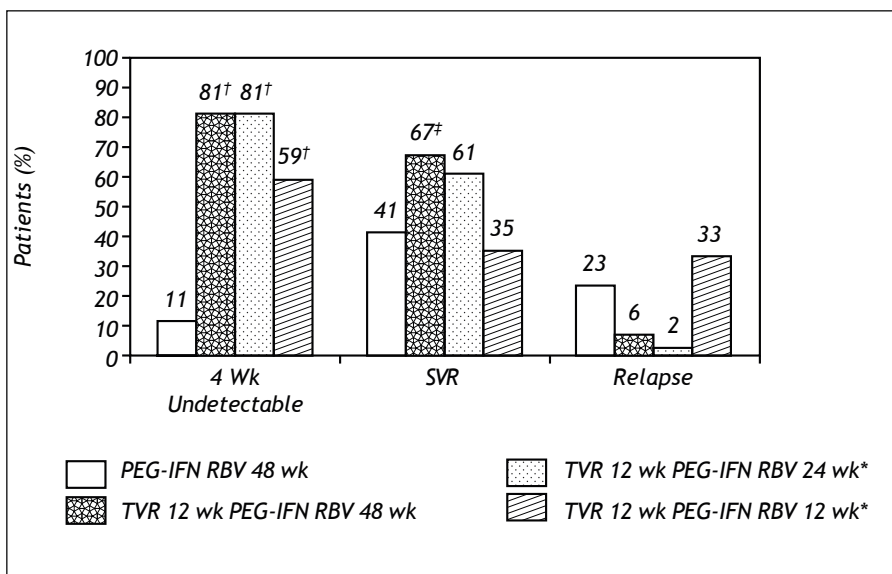 100
90
80
70
60
50
40
30
20
10
0
Patients (%)
11
81†
81†
59†
41
67‡
61
35
23
6
2
33
4 Wk
Undetectable
SVR
Relapse
PEG-IFN RBV 48 wk
TVR 12 wk PEG-IFN RBV 48 wk
TVR 12 wk PEG-IFN RBV 24 wk*
TVR 12 wk PEG-IFN RBV 12 wk*